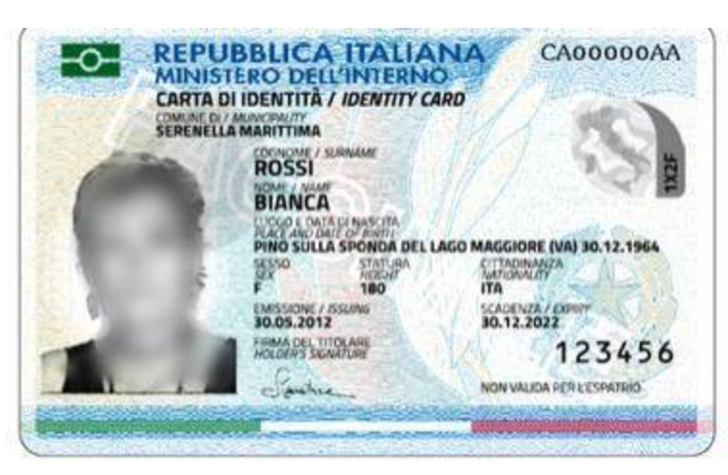 REPUBBLICA ITALIANA
CA00000AA
MINISTERO DELL'INTERNO
CARTA DI IDENTITÀ / IDENTITY CARD
COMUNE DI / MUNICIPALITY
SERENELLA MARITTIMA
COGNOME / SURNAME
ROSSI
NOME / NAME
BIANCA
LUOGO E DATA DI NASCITA
PLACE AND DATE OF BIRTH
PINO SULLA SPONDA DEL LAGO MAGGIORE (VA) 30.12.1964
SESSO STATURA CITTADINANZA
SEX HEIGHT NATIONALITY
F 180 ITA
EMISSIONE / ISSUING SCADENZA / EXPIRY
30.05.2012 30.12.2022
FIRMA DEL TITOLARE
HOLDER'S SIGNATURE
123456
NON VALIDA PER L'ESPATRIO
1X2F